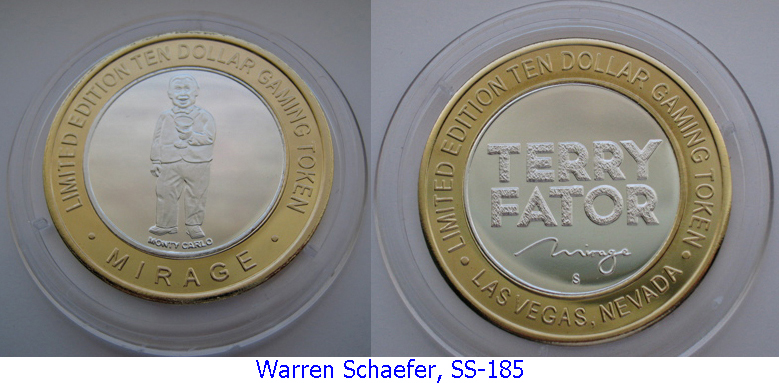 LIMITED EDITION TEN DOLLAR GAMING TOKEN
MONTY CARLO
• MIRAGE •
LIMITED EDITION TEN DOLLAR GAMING TOKEN
TERRY
FATOR
mirage
S
• LAS VEGAS, NEVADA •
Warren Schaefer, SS-185